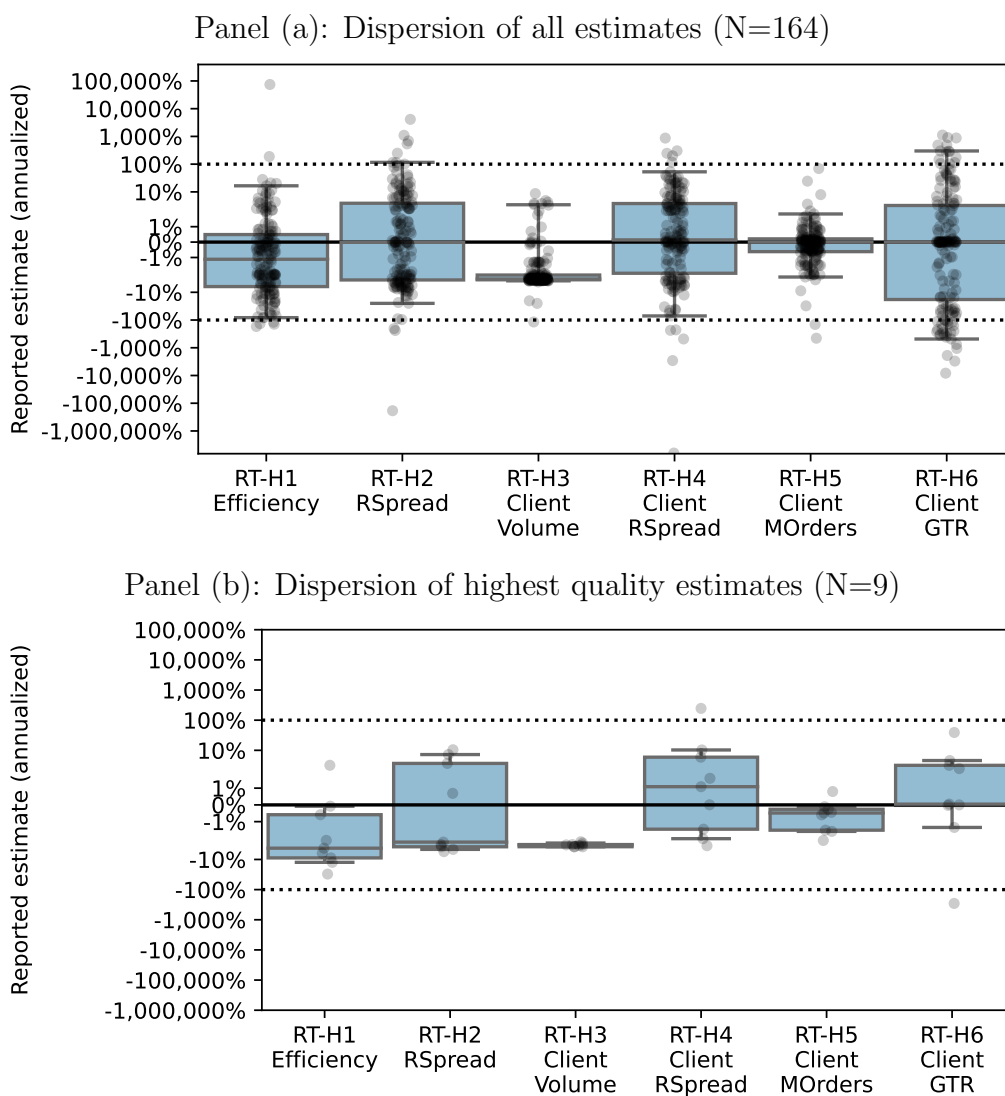 Panel (a): Dispersion of all estimates (N=164)
Reported estimate (annualized)
100,000%
10,000%
1,000%
100%
10%
1%
0%
-1%
-10%
-100%
-1,000%
-10,000%
-100,000%
-1,000,000%
RT-H1
Efficiency
RT-H2
RSpread
RT-H3
Client
Volume
RT-H4
Client
RSpread
RT-H5
Client
MOrders
RT-H6
Client
GTR
Panel (b): Dispersion of highest quality estimates (N=9)
Reported estimate (annualized)
100,000%
10,000%
1,000%
100%
10%
1%
0%
-1%
-10%
-100%
-1,000%
-10,000%
-100,000%
-1,000,000%
RT-H1
Efficiency
RT-H2
RSpread
RT-H3
Client
Volume
RT-H4
Client
RSpread
RT-H5
Client
MOrders
RT-H6
Client
GTR